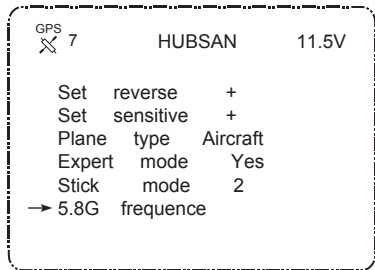 GPS 7 HUBSAN 11.5V
Set reverse +
Set sensitive +
Plane type Aircraft
Expert mode Yes
Stick mode 2
→ 5.8G frequence